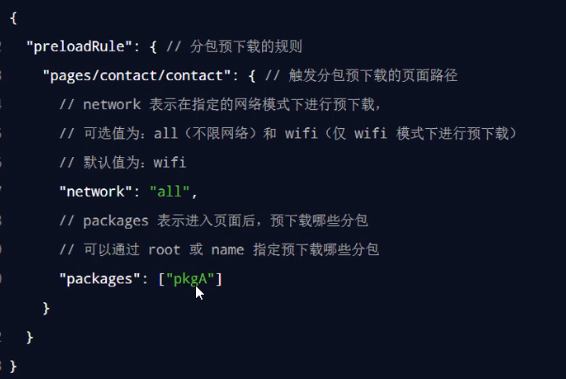 {
"preloadRule": { // 分包预下载的规则
"pages/contact/contact": { // 触发分包预下载的页面路径
// network 表示在指定的网络模式下进行预下载，
// 可选值为：all（不限网络）和 wifi（仅 wifi 模式下进行预下载）
// 默认值为：wifi
"network": "all",
// packages 表示进入页面后，预下载哪些分包
// 可以通过 root 或 name 指定预下载哪些分包
"packages": ["pkgA"]
}
}
}